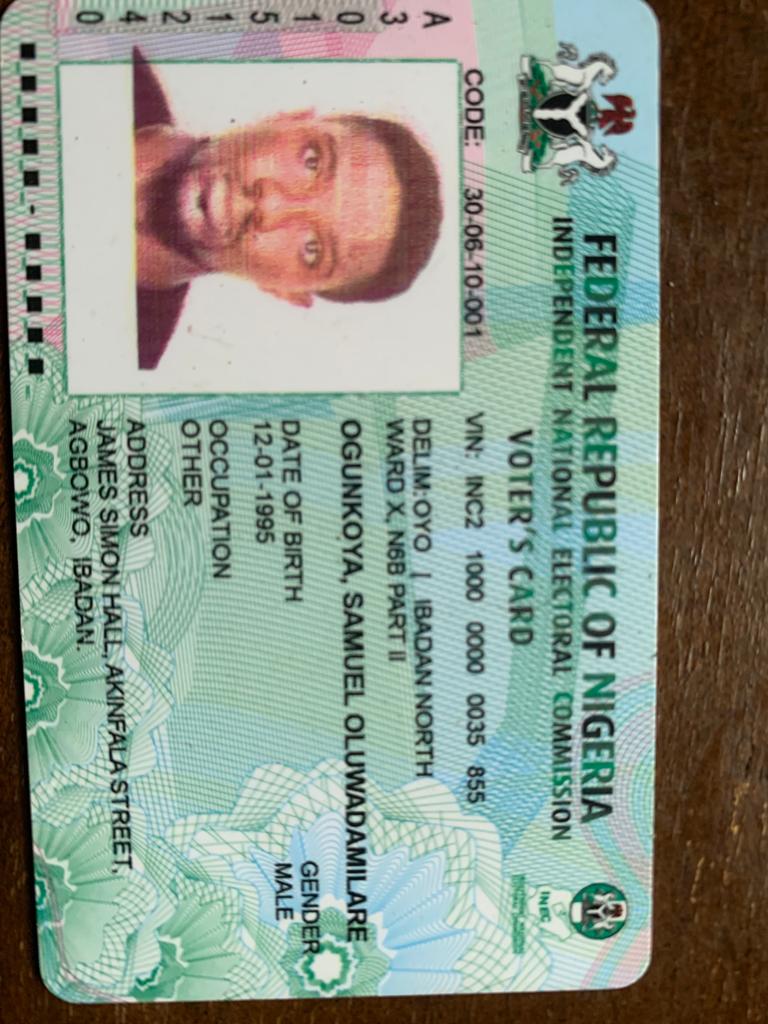 FEDERAL REPUBLIC OF NIGERIA
INDEPENDENT NATIONAL ELECTORAL COMMISSION
VOTER'S CARD
INEC
CODE: 30-06-10-001
VIN: INC2 1000 0000 0035 855
DELIM:OYO | IBADAN NORTH
WARD X, N6B PART II
OGUNKOYA, SAMUEL OLUWADAMILARE
DATE OF BIRTH
12-01-1995
GENDER
MALE
OCCUPATION
OTHER
ADDRESS
JAMES SIMON HALL, AKINFALA STREET,
AGBOWO, IBADAN.
A30151240